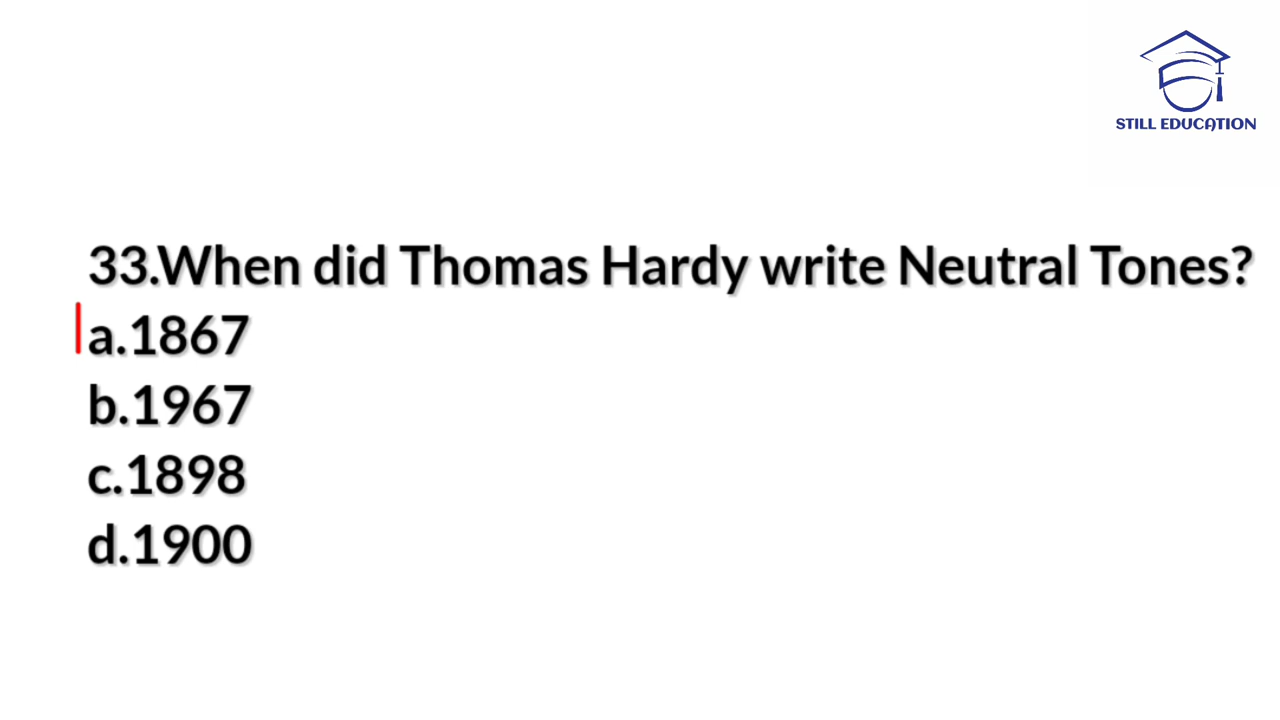 STILL EDUCATION
33.When did Thomas Hardy write Neutral Tones?
a.1867
b.1967
c.1898
d.1900